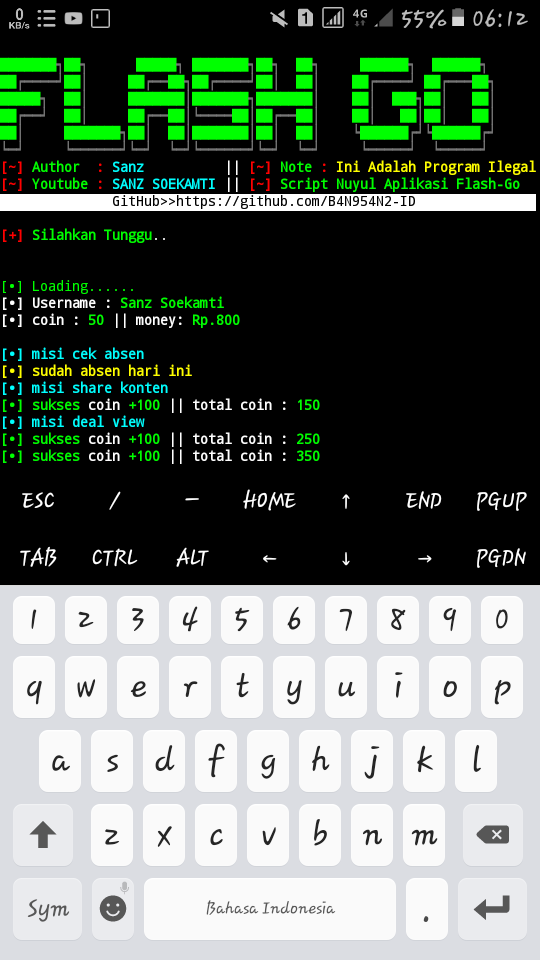 0 KB/s 1 4G 55% 06:12
FLASH GO
[~] Author : Sanz || [~] Note : Ini Adalah Program Ilegal
[~] Youtube : SANZ SOEKAMTI || [~] Script Nuyul Aplikasi Flash-Go
GitHub>>https://github.com/B4N954N2-ID
[+] Silahkan Tunggu..
[•] Loading......
[•] Username : Sanz Soekamti
[•] coin : 50 || money: Rp.800
[•] misi cek absen
[•] sudah absen hari ini
[•] misi share konten
[•] sukses coin +100 || total coin : 150
[•] misi deal view
[•] sukses coin +100 || total coin : 250
[•] sukses coin +100 || total coin : 350
ESC / — HOME ↑ END PGUP
TAB CTRL ALT ← ↓ → PGDN
1 2 3 4 5 6 7 8 9 0
q w e r t y u i o p
a s d f g h j k l
z x c v b n m
Sym Bahasa Indonesia .